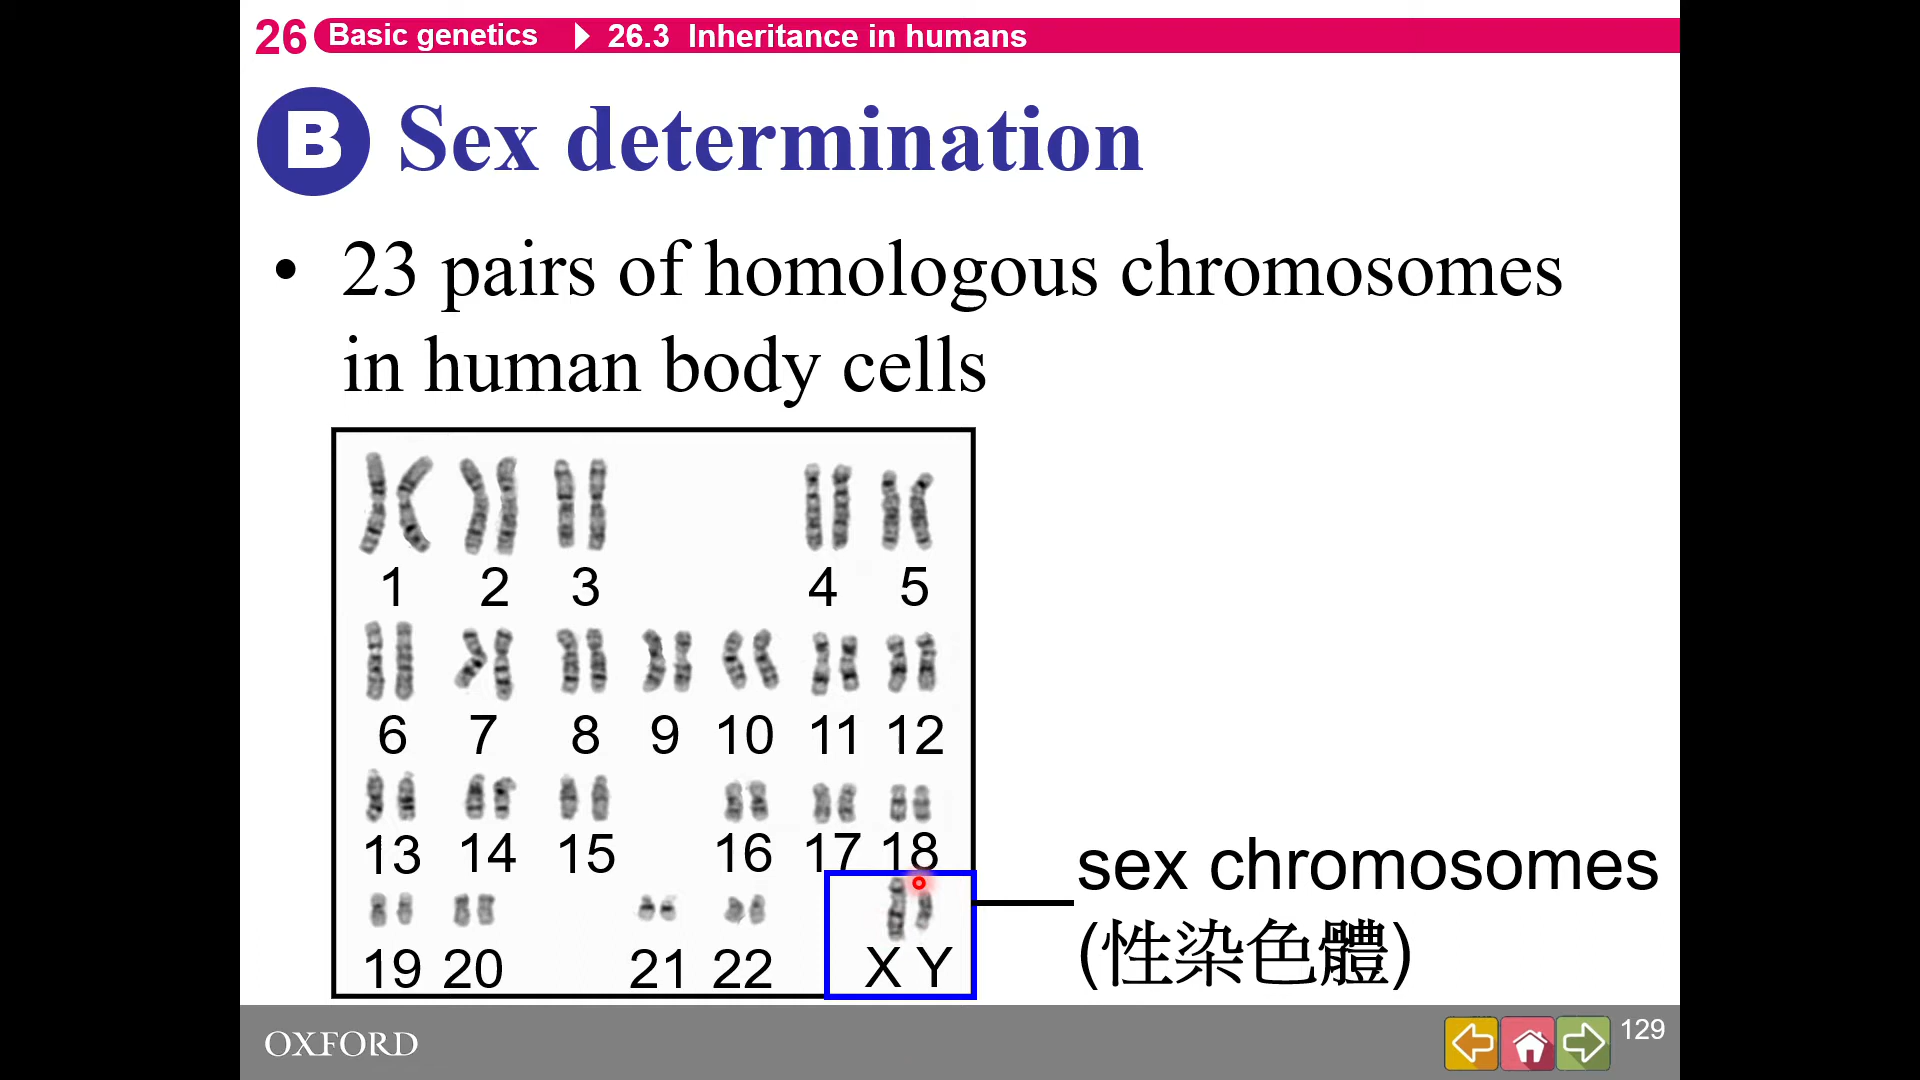 26 Basic genetics 26.3 Inheritance in humans
B Sex determination
• 23 pairs of homologous chromosomes
in human body cells
1 2 3 4 5
6 7 8 9 10 11 12
13 14 15 16 17 18
19 20 21 22 X Y
sex chromosomes
(性染色體)
OXFORD
129